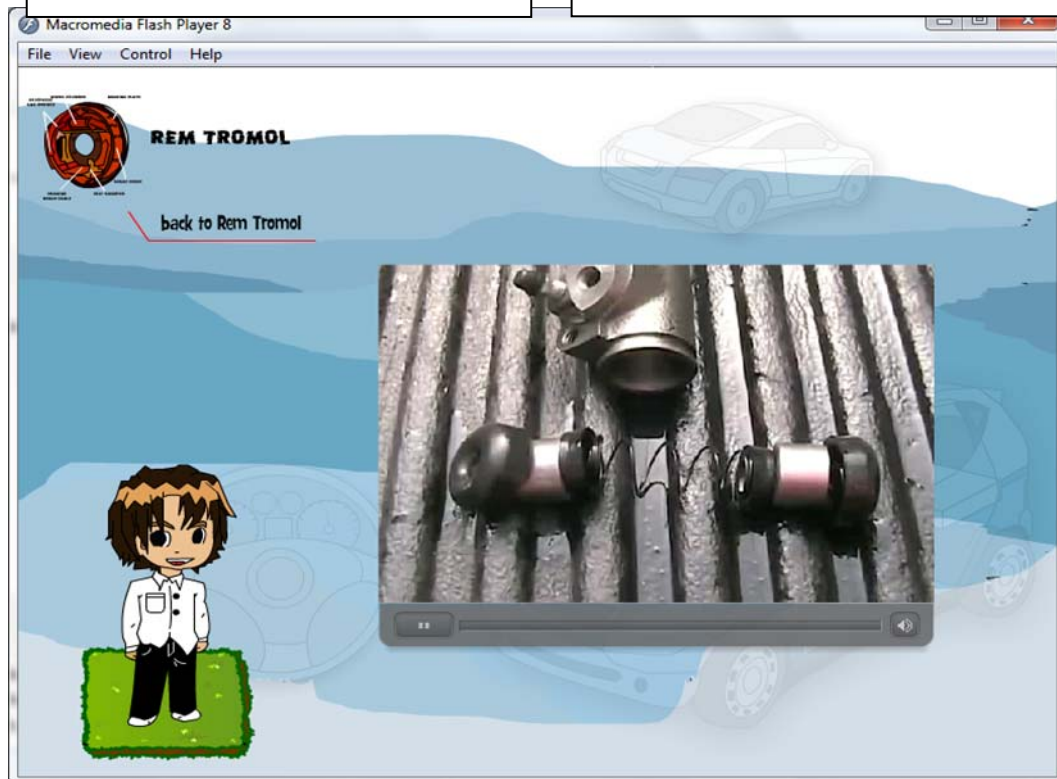 Macromedia Flash Player 8
File View Control Help
REM TROMOL
back to Rem Tromol